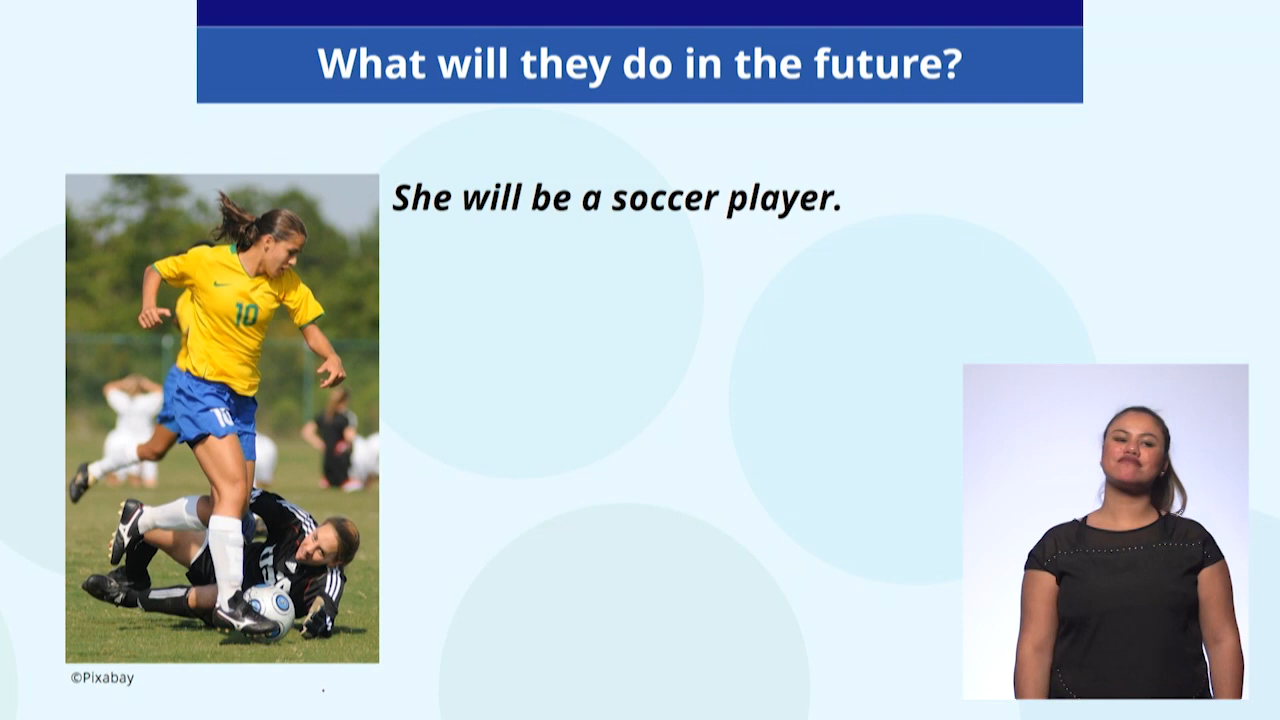 What will they do in the future?
She will be a soccer player.
10
10
©Pixabay
.